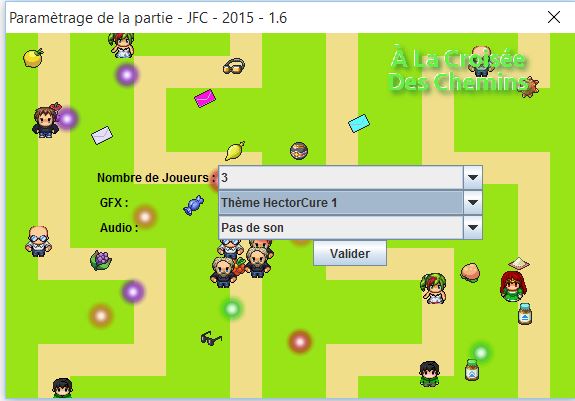 Paramètrage de la partie - JFC - 2015 - 1.6
À La Croisée
Des Chemins
Nombre de Joueurs : 3
GFX : Thème HectorCure 1
Audio : Pas de son
Valider